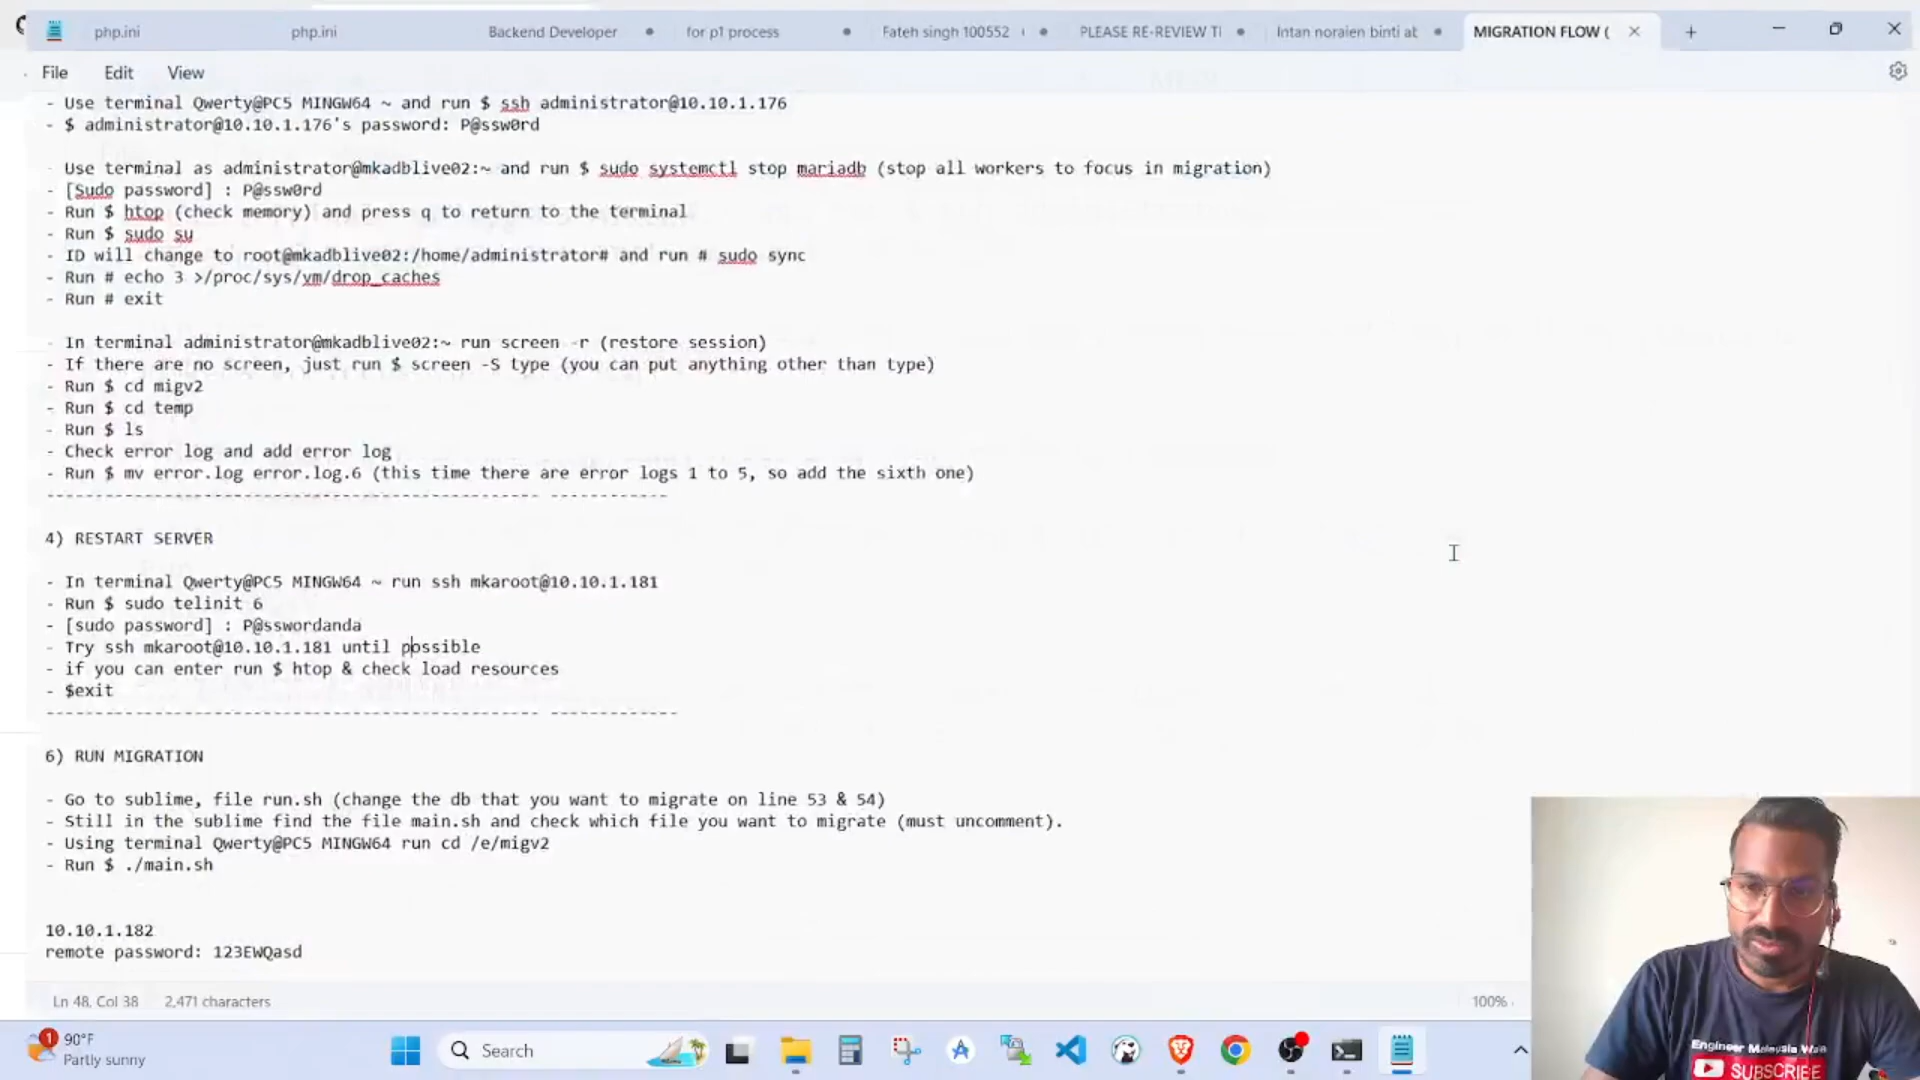 php.ini
php.ini
Backend Developer
for p1 process
Fateh singh 100552
PLEASE RE-REVIEW TI
Intan noraien binti ab
MIGRATION FLOW (
File
Edit
View
- Use terminal Qwerty@PC5 MINGW64 ~ and run $ ssh administrator@10.10.1.176
- $ administrator@10.10.1.176's password: P@ssw0rd
- Use terminal as administrator@mkadblive02:~ and run $ sudo systemctl stop mariadb (stop all workers to focus in migration)
- [Sudo password] : P@ssw0rd
- Run $ htop (check memory) and press q to return to the terminal
- Run $ sudo su
- ID will change to root@mkadblive02:/home/administrator# and run # sudo sync
- Run # echo 3 >/proc/sys/vm/drop_caches
- Run # exit
- In terminal administrator@mkadblive02:~ run screen -r (restore session)
- If there are no screen, just run $ screen -S type (you can put anything other than type)
- Run $ cd migv2
- Run $ cd temp
- Run $ ls
- Check error log and add error log
- Run $ mv error.log error.log.6 (this time there are error logs 1 to 5, so add the sixth one)
-------------------------------------------------- ------------
4) RESTART SERVER
- In terminal Qwerty@PC5 MINGW64 ~ run ssh mkaroot@10.10.1.181
- Run $ sudo telinit 6
- [sudo password] : P@sswordanda
- Try ssh mkaroot@10.10.1.181 until possible
- if you can enter run $ htop & check load resources
- $exit
-------------------------------------------------- -------------
6) RUN MIGRATION
- Go to sublime, file run.sh (change the db that you want to migrate on line 53 & 54)
- Still in the sublime find the file main.sh and check which file you want to migrate (must uncomment).
- Using terminal Qwerty@PC5 MINGW64 run cd /e/migv2
- Run $ ./main.sh
10.10.1.182
remote password: 123EWQasd
Ln 48, Col 38
2,471 characters
100%
1
90°F
Partly sunny
Search
Engineer Malaysia Wala
SUBSCRIBE